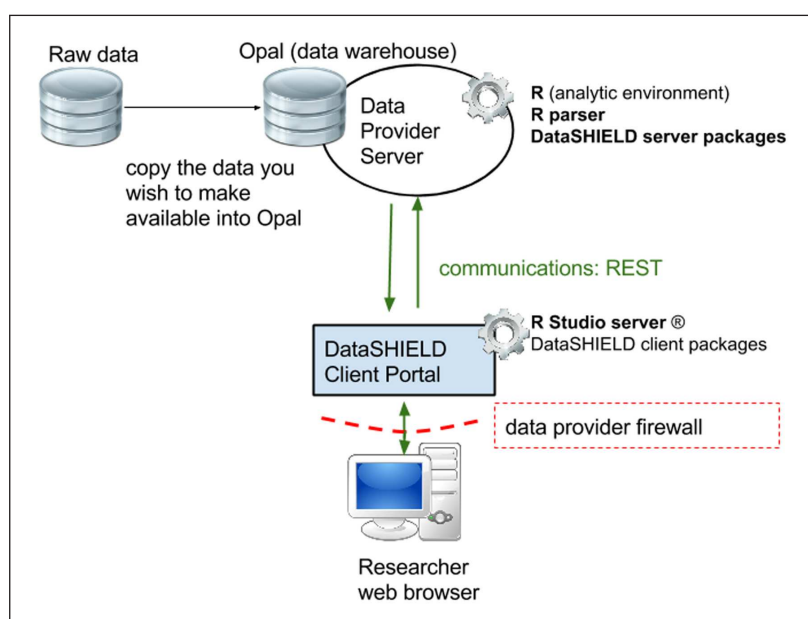 Raw data
Opal (data warehouse)
Data
Provider
Server
R (analytic environment)
R parser
DataSHIELD server packages
copy the data you
wish to make
available into Opal
communications: REST
R Studio server ®
DataSHIELD client packages
DataSHIELD
Client Portal
data provider firewall
Researcher
web browser